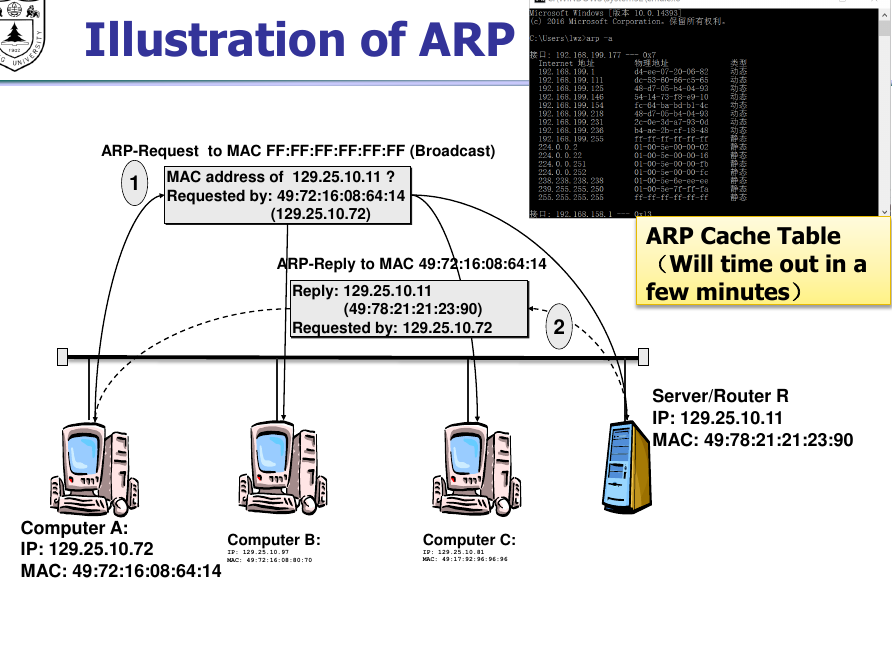 Illustration of ARP
Microsoft Windows [版本 10.0.14393]
(c) 2016 Microsoft Corporation。保留所有权利。
C:\Users\lwz>arp -a
接口: 192.168.199.177 --- 0x7
Internet 地址 物理地址 类型
192.168.199.1 d4-ee-07-20-06-82 动态
192.168.199.111 dc-53-60-66-c5-65 动态
192.168.199.125 48-d7-05-b4-04-93 动态
192.168.199.146 54-14-73-f8-e9-10 动态
192.168.199.154 fc-64-ba-bd-b1-4c 动态
192.168.199.218 48-d7-05-b4-04-93 动态
192.168.199.231 2c-0e-3d-a7-93-0d 动态
192.168.199.236 b4-ae-2b-cf-18-48 动态
192.168.199.255 ff-ff-ff-ff-ff-ff 静态
224.0.0.2 01-00-5e-00-00-02 静态
224.0.0.22 01-00-5e-00-00-16 静态
224.0.0.251 01-00-5e-00-00-fb 静态
224.0.0.252 01-00-5e-00-00-fc 静态
238.238.238.238 01-00-5e-6e-ee-ee 静态
239.255.255.250 01-00-5e-7f-ff-fa 静态
255.255.255.255 ff-ff-ff-ff-ff-ff 静态
接口: 192.168.158.1 --- 0x13
ARP Cache Table
（Will time out in a
few minutes）
ARP-Request to MAC FF:FF:FF:FF:FF:FF (Broadcast)
1
MAC address of 129.25.10.11 ?
Requested by: 49:72:16:08:64:14
(129.25.10.72)
ARP-Reply to MAC 49:72:16:08:64:14
Reply: 129.25.10.11
(49:78:21:21:23:90)
Requested by: 129.25.10.72
2
Server/Router R
IP: 129.25.10.11
MAC: 49:78:21:21:23:90
Computer A:
IP: 129.25.10.72
MAC: 49:72:16:08:64:14
Computer B:
IP: 129.25.10.97
MAC: 49:72:16:08:80:70
Computer C:
IP: 129.25.10.81
MAC: 49:17:92:96:96:96